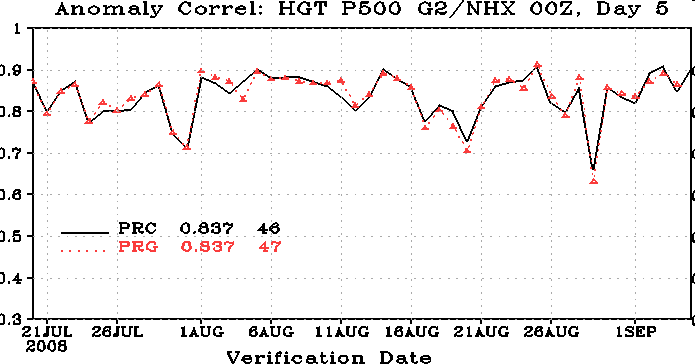 Anomaly Correl: HGT P500 G2/NHX 00Z, Day 5
1
0.9
0.8
0.7
0.6
0.5
0.4
0.3
PRC 0.837 46
PRG 0.837 47
21JUL 26JUL 1AUG 6AUG 11AUG 16AUG 21AUG 26AUG 1SEP
2008
Verification Date